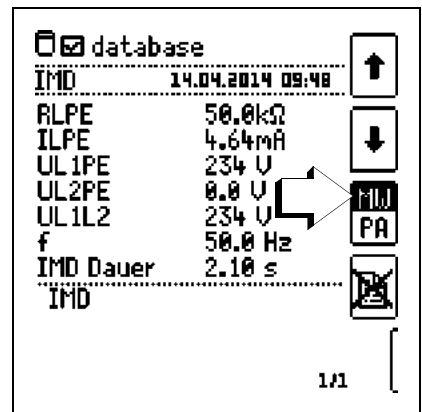 database
IMD 14.04.2014 09:48
RLPE 50.0kΩ
ILPE 4.64mA
UL1PE 234 V
UL2PE 0.0 V
UL1L2 234 V
f 50.0 Hz
IMD Dauer 2.10 s
IMD
MW
PA
1/1